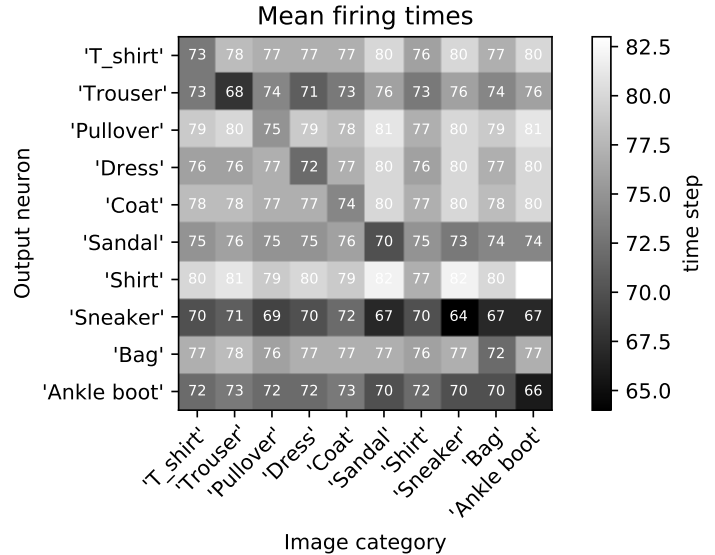 Mean firing times
'T_shirt' 73 78 77 77 77 80 76 80 77 80
'Trouser' 73 68 74 71 73 76 73 76 74 76
'Pullover' 79 80 75 79 78 81 77 80 79 81
'Dress' 76 76 77 72 77 80 76 80 77 80
'Coat' 78 78 77 77 74 80 77 80 78 80
'Sandal' 75 76 75 75 76 70 75 73 74 74
'Shirt' 80 81 79 80 79 82 77 82 80
'Sneaker' 70 71 69 70 72 67 70 64 67 67
'Bag' 77 78 76 77 77 77 76 77 72 77
'Ankle boot' 72 73 72 72 73 70 72 70 70 66
'T_shirt' 'Trouser' 'Pullover' 'Dress' 'Coat' 'Sandal' 'Shirt' 'Sneaker' 'Bag' 'Ankle boot'
Image category
Output neuron
82.5
80.0
77.5
75.0
72.5
70.0
67.5
65.0
time step